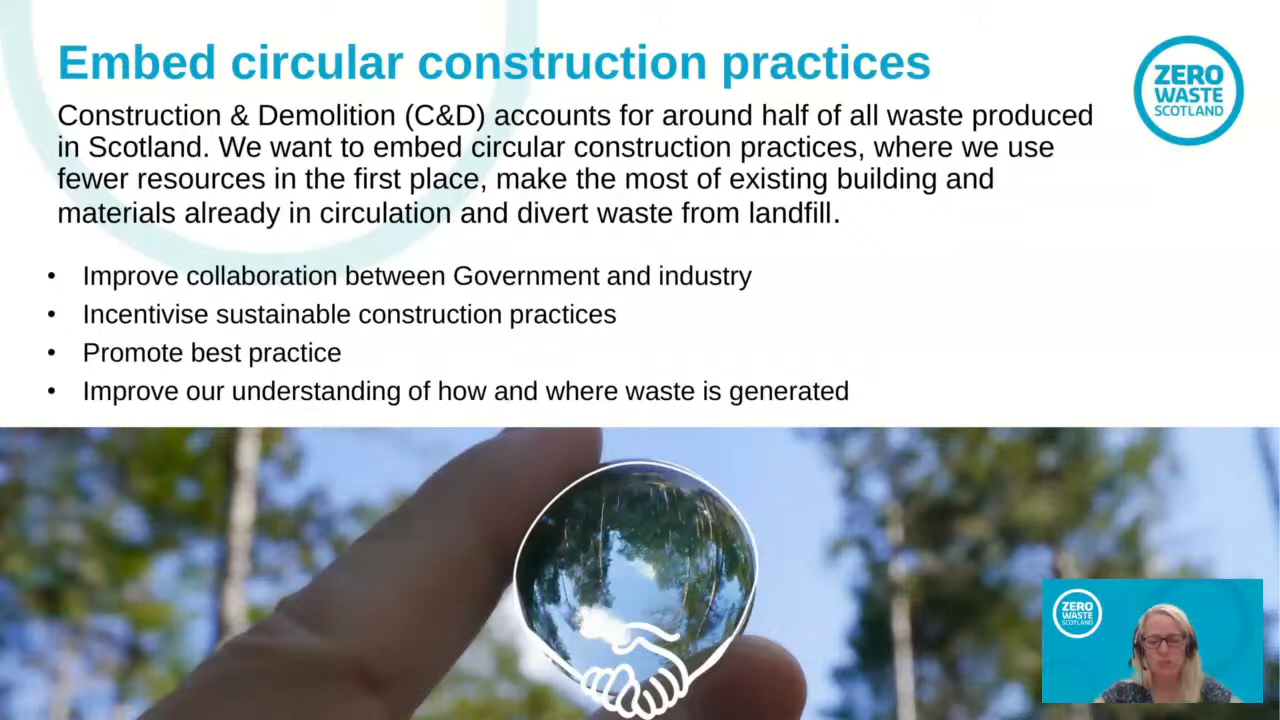 Embed circular construction practices
Construction & Demolition (C&D) accounts for around half of all waste produced
in Scotland. We want to embed circular construction practices, where we use
fewer resources in the first place, make the most of existing building and
materials already in circulation and divert waste from landfill.
• Improve collaboration between Government and industry
• Incentivise sustainable construction practices
• Promote best practice
• Improve our understanding of how and where waste is generated
ZERO
WASTE
SCOTLAND
ZERO
WASTE
SCOTLAND